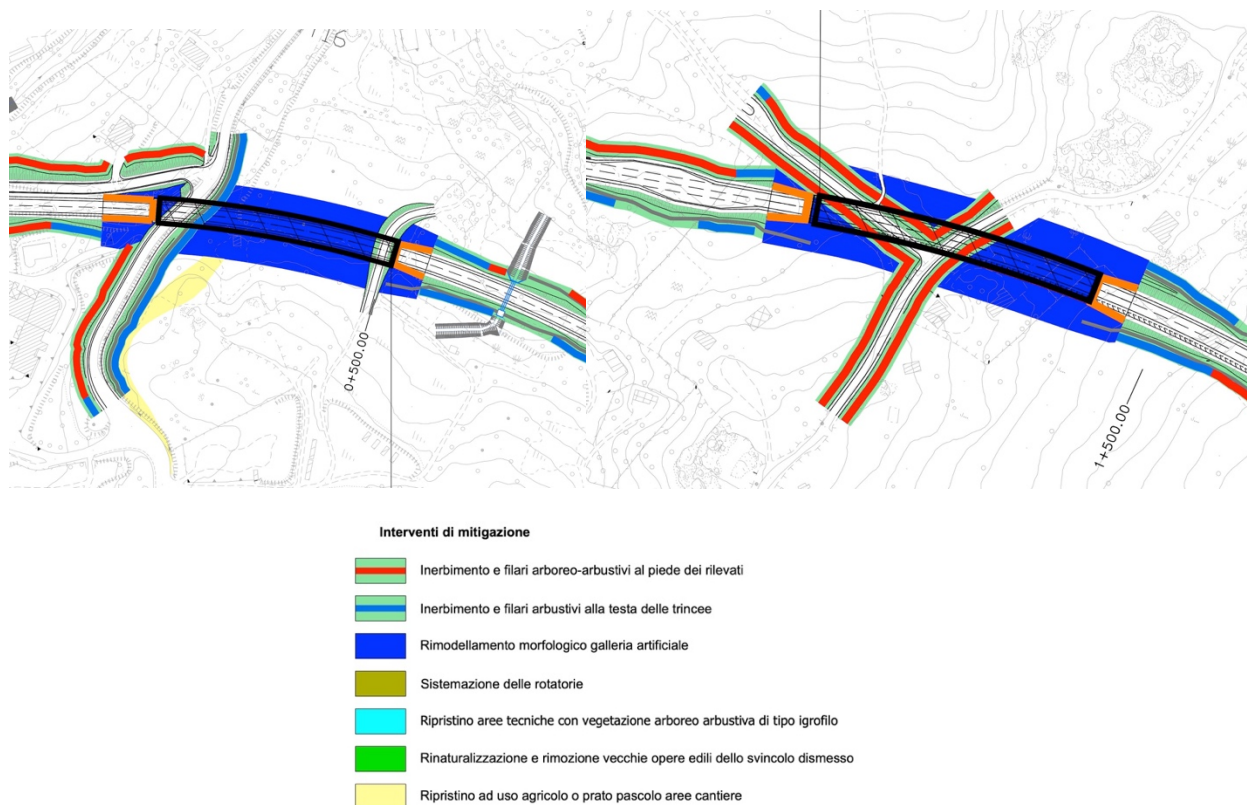 716
0+500.00
1+500.00
Interventi di mitigazione
Inerbimento e filari arboreo-arbustivi al piede dei rilevati
Inerbimento e filari arbustivi alla testa delle trincee
Rimodellamento morfologico galleria artificiale
Sistemazione delle rotatorie
Ripristino aree tecniche con vegetazione arboreo arbustiva di tipo igrofilo
Rinaturalizzazione e rimozione vecchie opere edili dello svincolo dismesso
Ripristino ad uso agricolo o prato pascolo aree cantiere